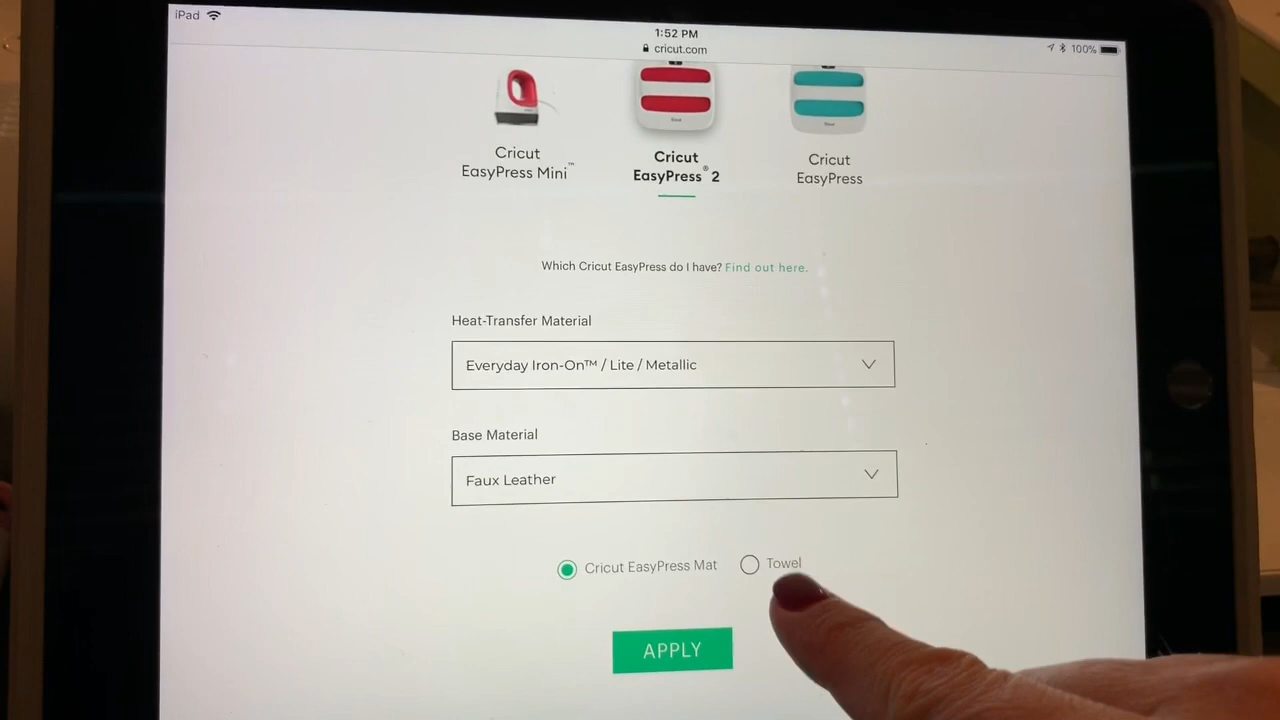 iPad
1:52 PM
cricut.com
100%
Cricut
EasyPress Mini™
Cricut
EasyPress® 2
Cricut
EasyPress
Which Cricut EasyPress do I have? Find out here.
Heat-Transfer Material
Everyday Iron-On™ / Lite / Metallic
Base Material
Faux Leather
Cricut EasyPress Mat
Towel
APPLY